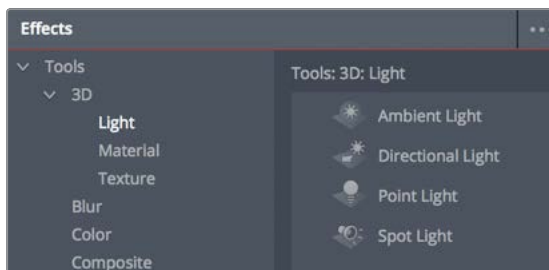 Effects
Tools
3D
Light
Material
Texture
Blur
Color
Composite
Tools: 3D: Light
Ambient Light
Directional Light
Point Light
Spot Light